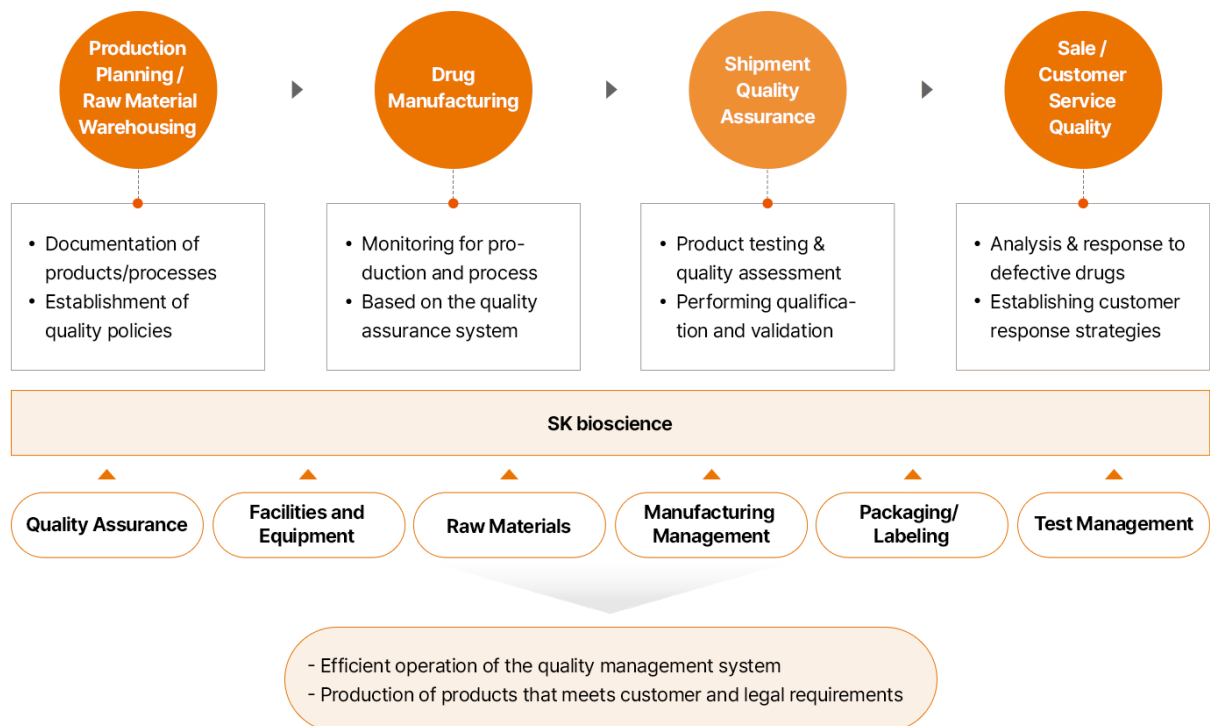 Production
Planning /
Raw Material
Warehousing
Drug
Manufacturing
Shipment
Quality
Assurance
Sale /
Customer
Service
Quality
• Documentation of
products/processes
• Establishment of
quality policies
• Monitoring for pro-
duction and process
• Based on the quality
assurance system
• Product testing &
quality assessment
• Performing qualifica-
tion and validation
• Analysis & response to
defective drugs
• Establishing customer
response strategies
SK bioscience
Quality Assurance
Facilities and
Equipment
Raw Materials
Manufacturing
Management
Packaging/
Labeling
Test Management
- Efficient operation of the quality management system
- Production of products that meets customer and legal requirements